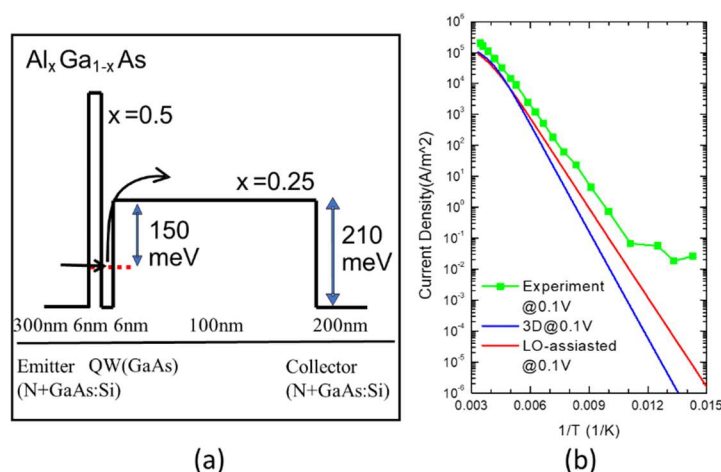 Al_xGa_{1-x}As
x =0.5
x =0.25
150
meV
210
meV
300nm 6nm 6nm 100nm 200nm
Emitter QW(GaAs) Collector
(N+GaAs:Si) (N+GaAs:Si)
(a)
Current Density(A/m^2)
10^6
10^5
10^4
10^3
10^2
10^1
10^0
10^-1
10^-2
10^-3
10^-4
10^-5
10^-6
Experiment
@0.1V
3D@0.1V
LO-assiasted
@0.1V
0.003 0.006 0.009 0.012 0.015
1/T (1/K)
(b)